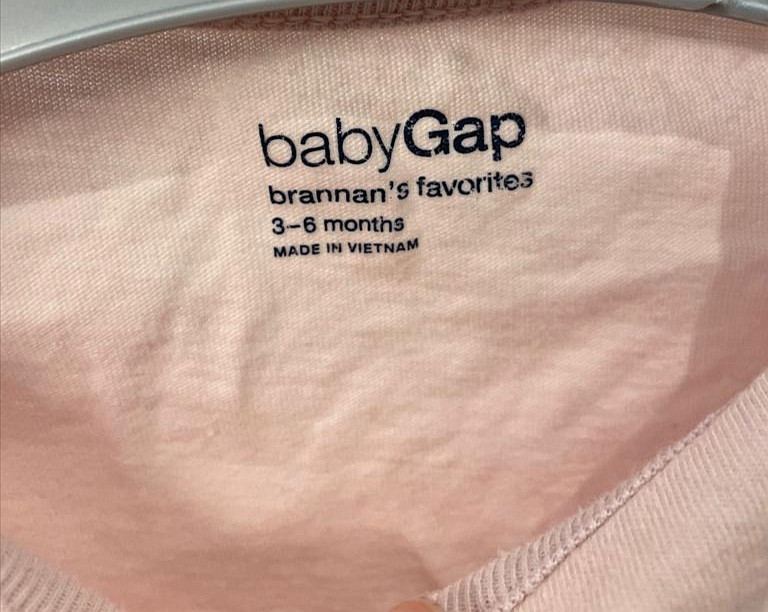 babyGap
brannan's favorites
3-6 months
MADE IN VIETNAM